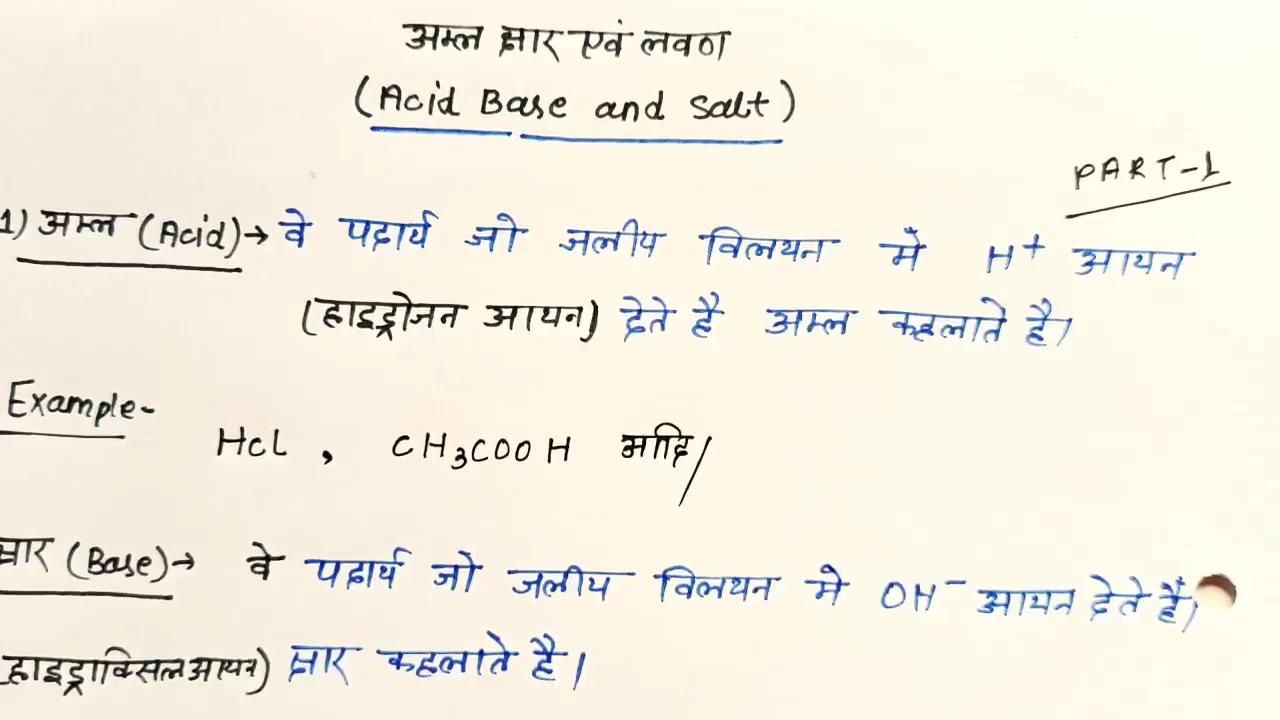 अम्ल क्षार एवं लवण
(Acid Base and Salt)
PART-1
1) अम्ल (Acid)→ वे पदार्थ जो जलीय विलयन में H⁺ आयन
(हाइड्रोजन आयन) देते है अम्ल कहलाते है।
Example-
HCL , CH₃COOH आदि।
क्षार (Base)→ वे पदार्थ जो जलीय विलयन मे OH⁻ आयन देते हैं,
हाइड्राक्सिल आयन) क्षार कहलाते है।